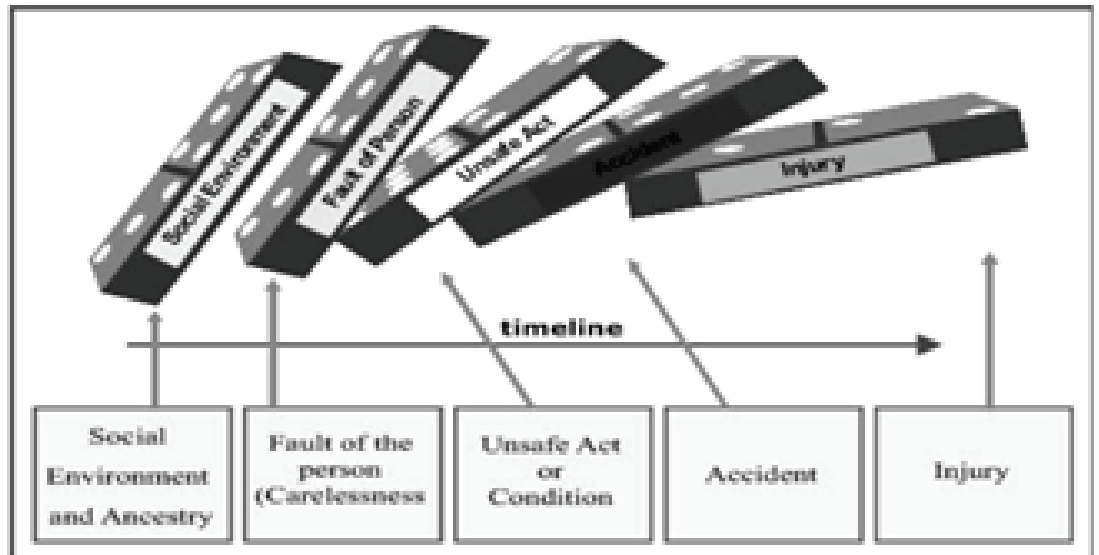 Social Environment
Fault of Person
Unsafe Act
Accident
Injury
timeline
Social
Environment
and Ancestry
Fault of the
person
(Carelessness
Unsafe Act
or
Condition
Accident
Injury